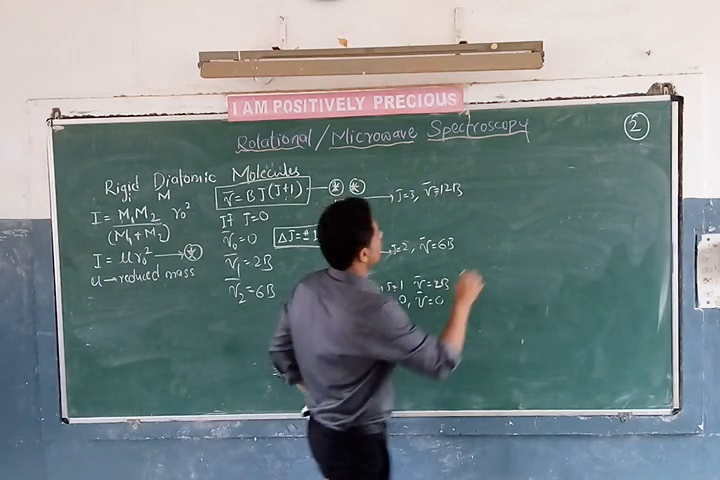 I AM POSITIVELY PRECIOUS
Rotational/Microwave Spectroscopy
2
Rigid Diatomic Molecules
I = M₁M₂ / (M₁+M₂) r₀²
I = μr₀² → *
μ → reduced mass
ν̄ = BJ(J+1) — * *
If J=0
ν̄₀=0
ΔJ=±1
ν̄₁=2B
ν̄₂=6B
J=3, ν̄=12B
J=2, ν̄=6B
J=1 ν̄=2B
0, ν̄=0